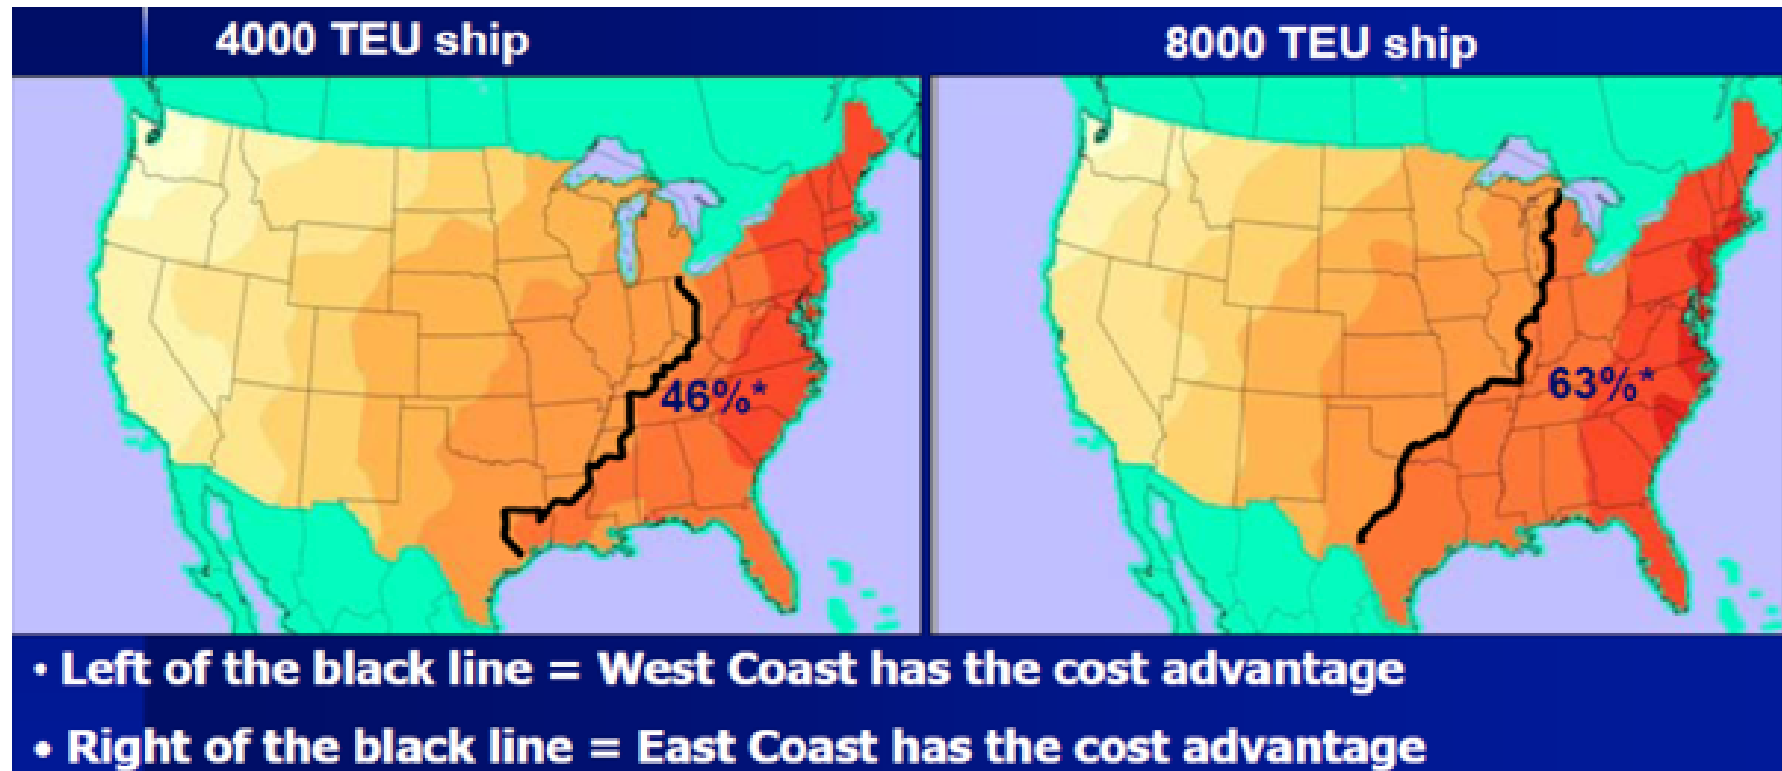 4000 TEU ship
8000 TEU ship
46%*
63%*
• Left of the black line = West Coast has the cost advantage
• Right of the black line = East Coast has the cost advantage